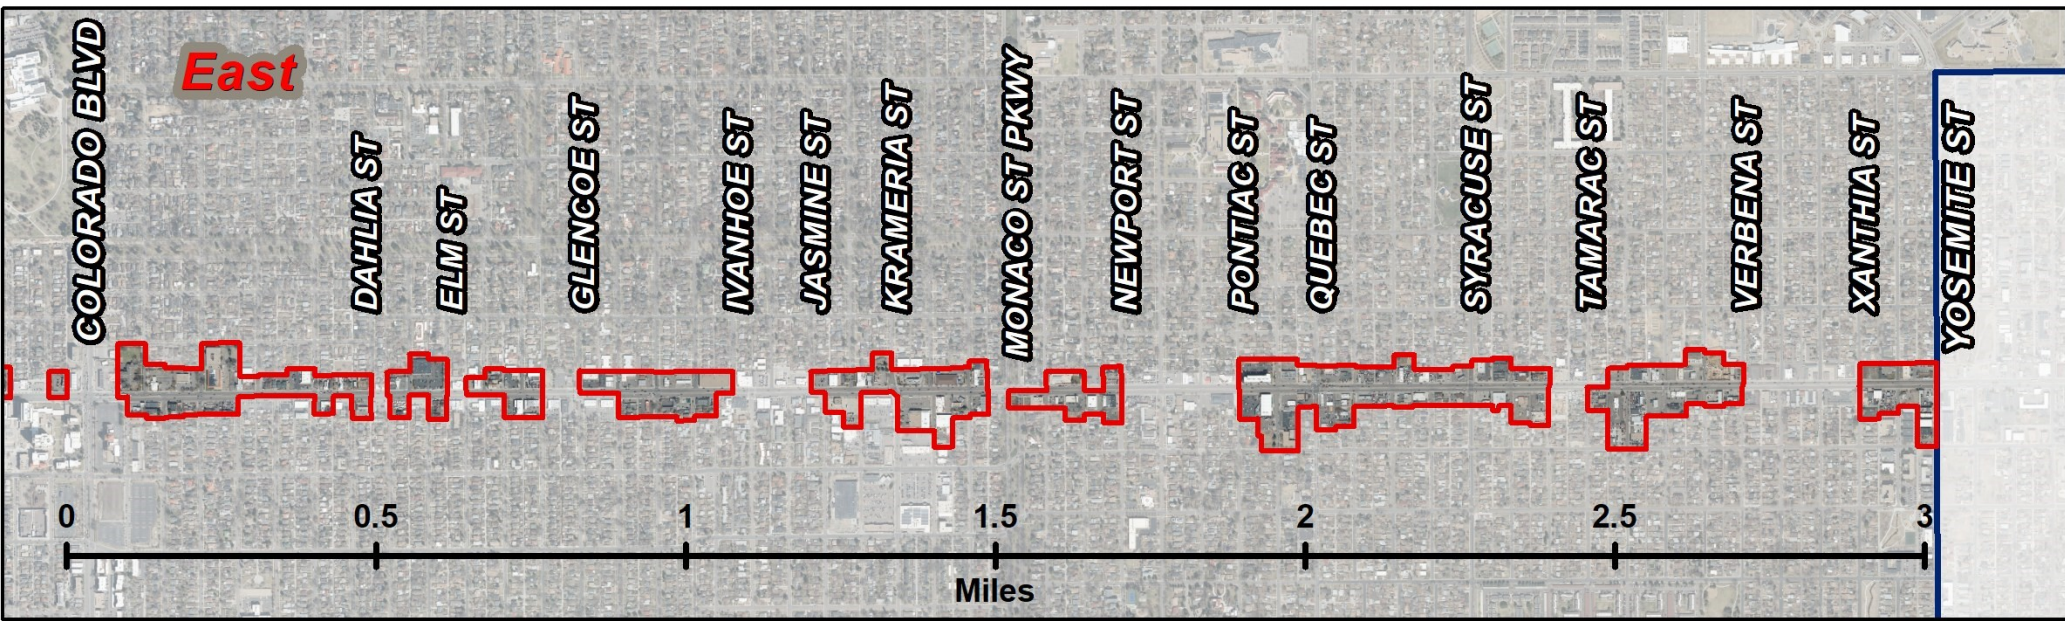 East
COLORADO BLVD
DAHLIA ST
ELM ST
GLENCOE ST
IVANHOE ST
JASMINE ST
KRAMERIA ST
MONACO ST PKWY
NEWPORT ST
PONTIAC ST
QUEBEC ST
SYRACUSE ST
TAMARAC ST
VERBENA ST
XANTHIA ST
YOSEMITE ST
0 0.5 1 1.5 2 2.5 3
Miles